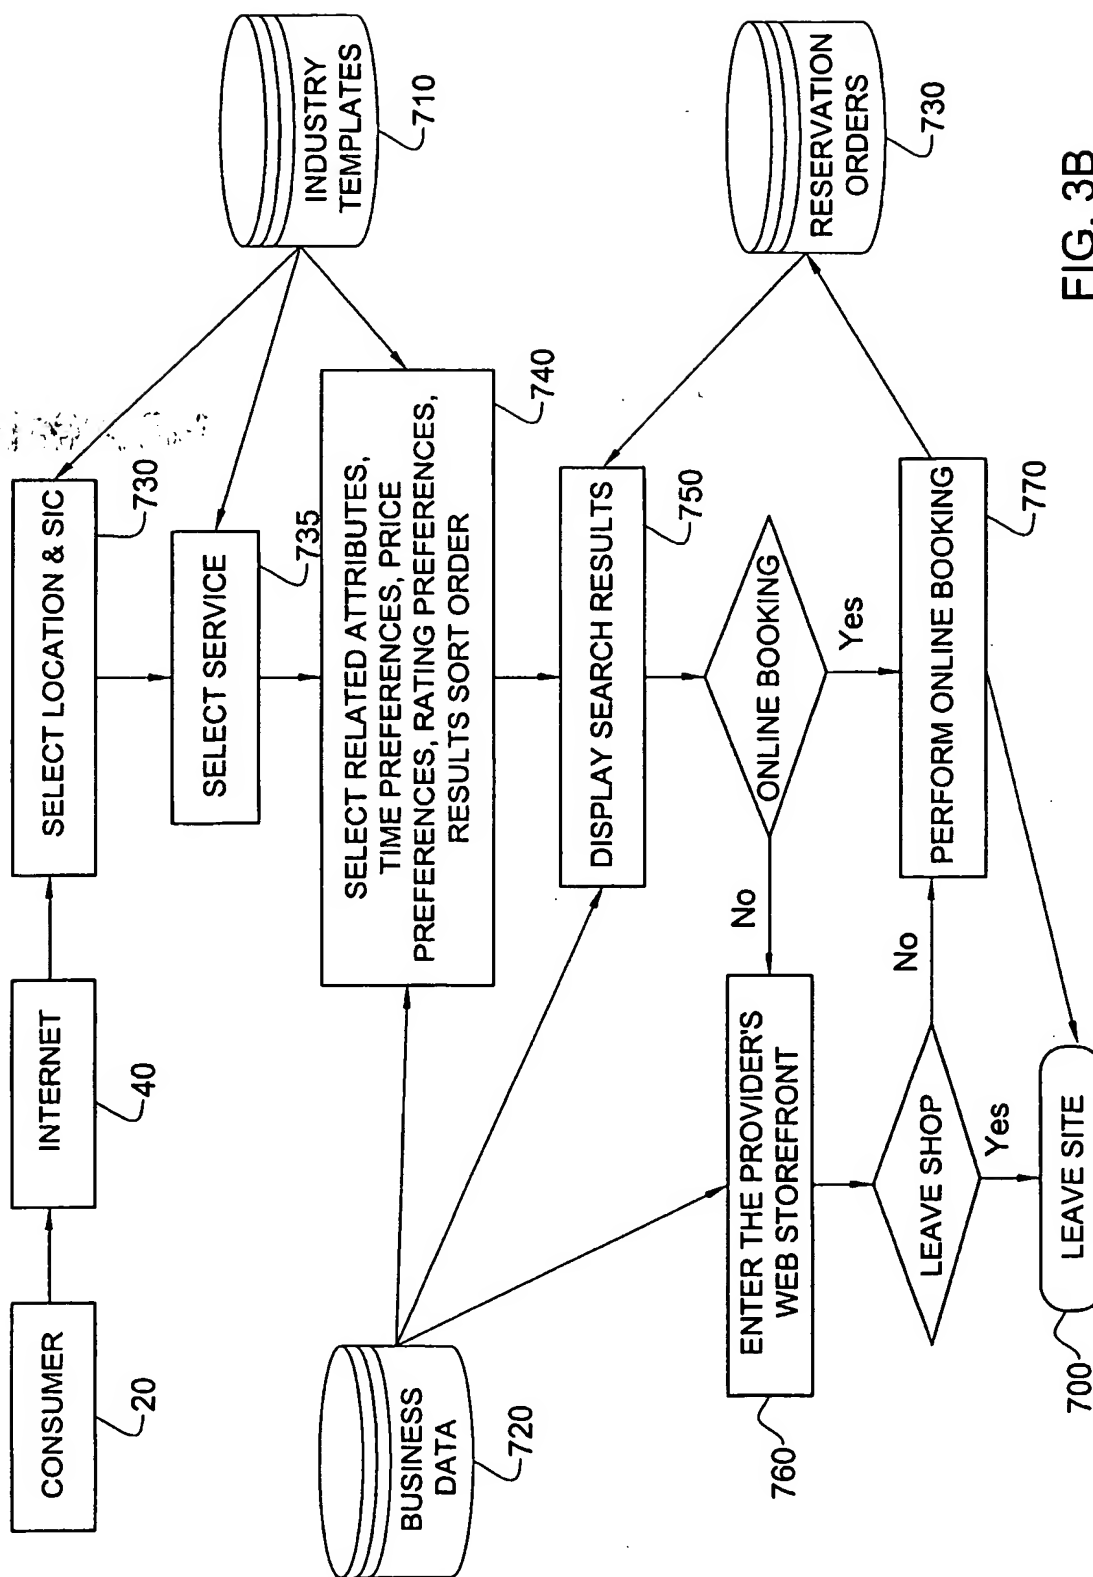 CONSUMER
20
INTERNET
40
SELECT LOCATION & SIC
730
SELECT SERVICE
735
INDUSTRY
TEMPLATES
710
SELECT RELATED ATTRIBUTES,
TIME PREFERENCES, PRICE
PREFERENCES, RATING PREFERENCES,
RESULTS SORT ORDER
740
BUSINESS
DATA
720
DISPLAY SEARCH RESULTS
750
ONLINE BOOKING
No
Yes
RESERVATION
ORDERS
730
ENTER THE PROVIDER'S
WEB STOREFRONT
760
LEAVE SHOP
No
Yes
PERFORM ONLINE BOOKING
770
LEAVE SITE
700
FIG. 3B